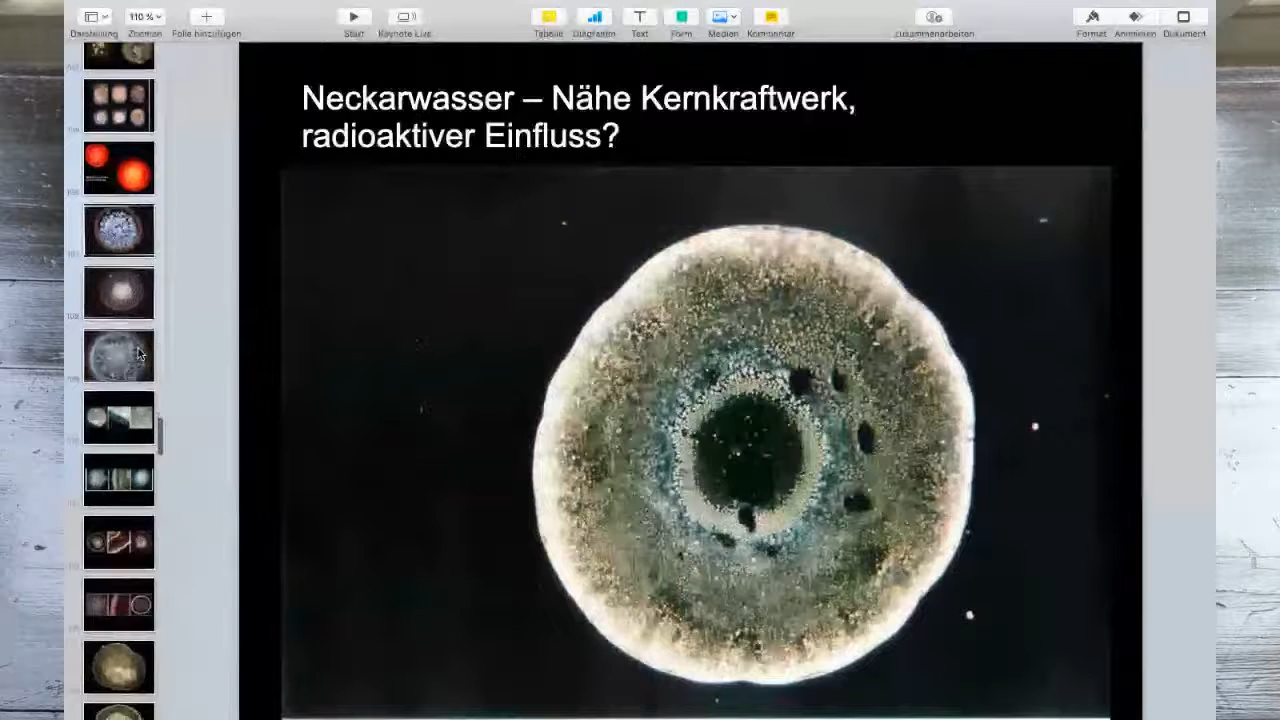 110 %
Darstellung
Zoomen
Folie hinzufügen
Start
Keynote Live
Tabelle
Diagramm
Text
Form
Medien
Kommentar
Zusammenarbeiten
Format
Animieren
Dokument
Neckarwasser – Nähe Kernkraftwerk,
radioaktiver Einfluss?